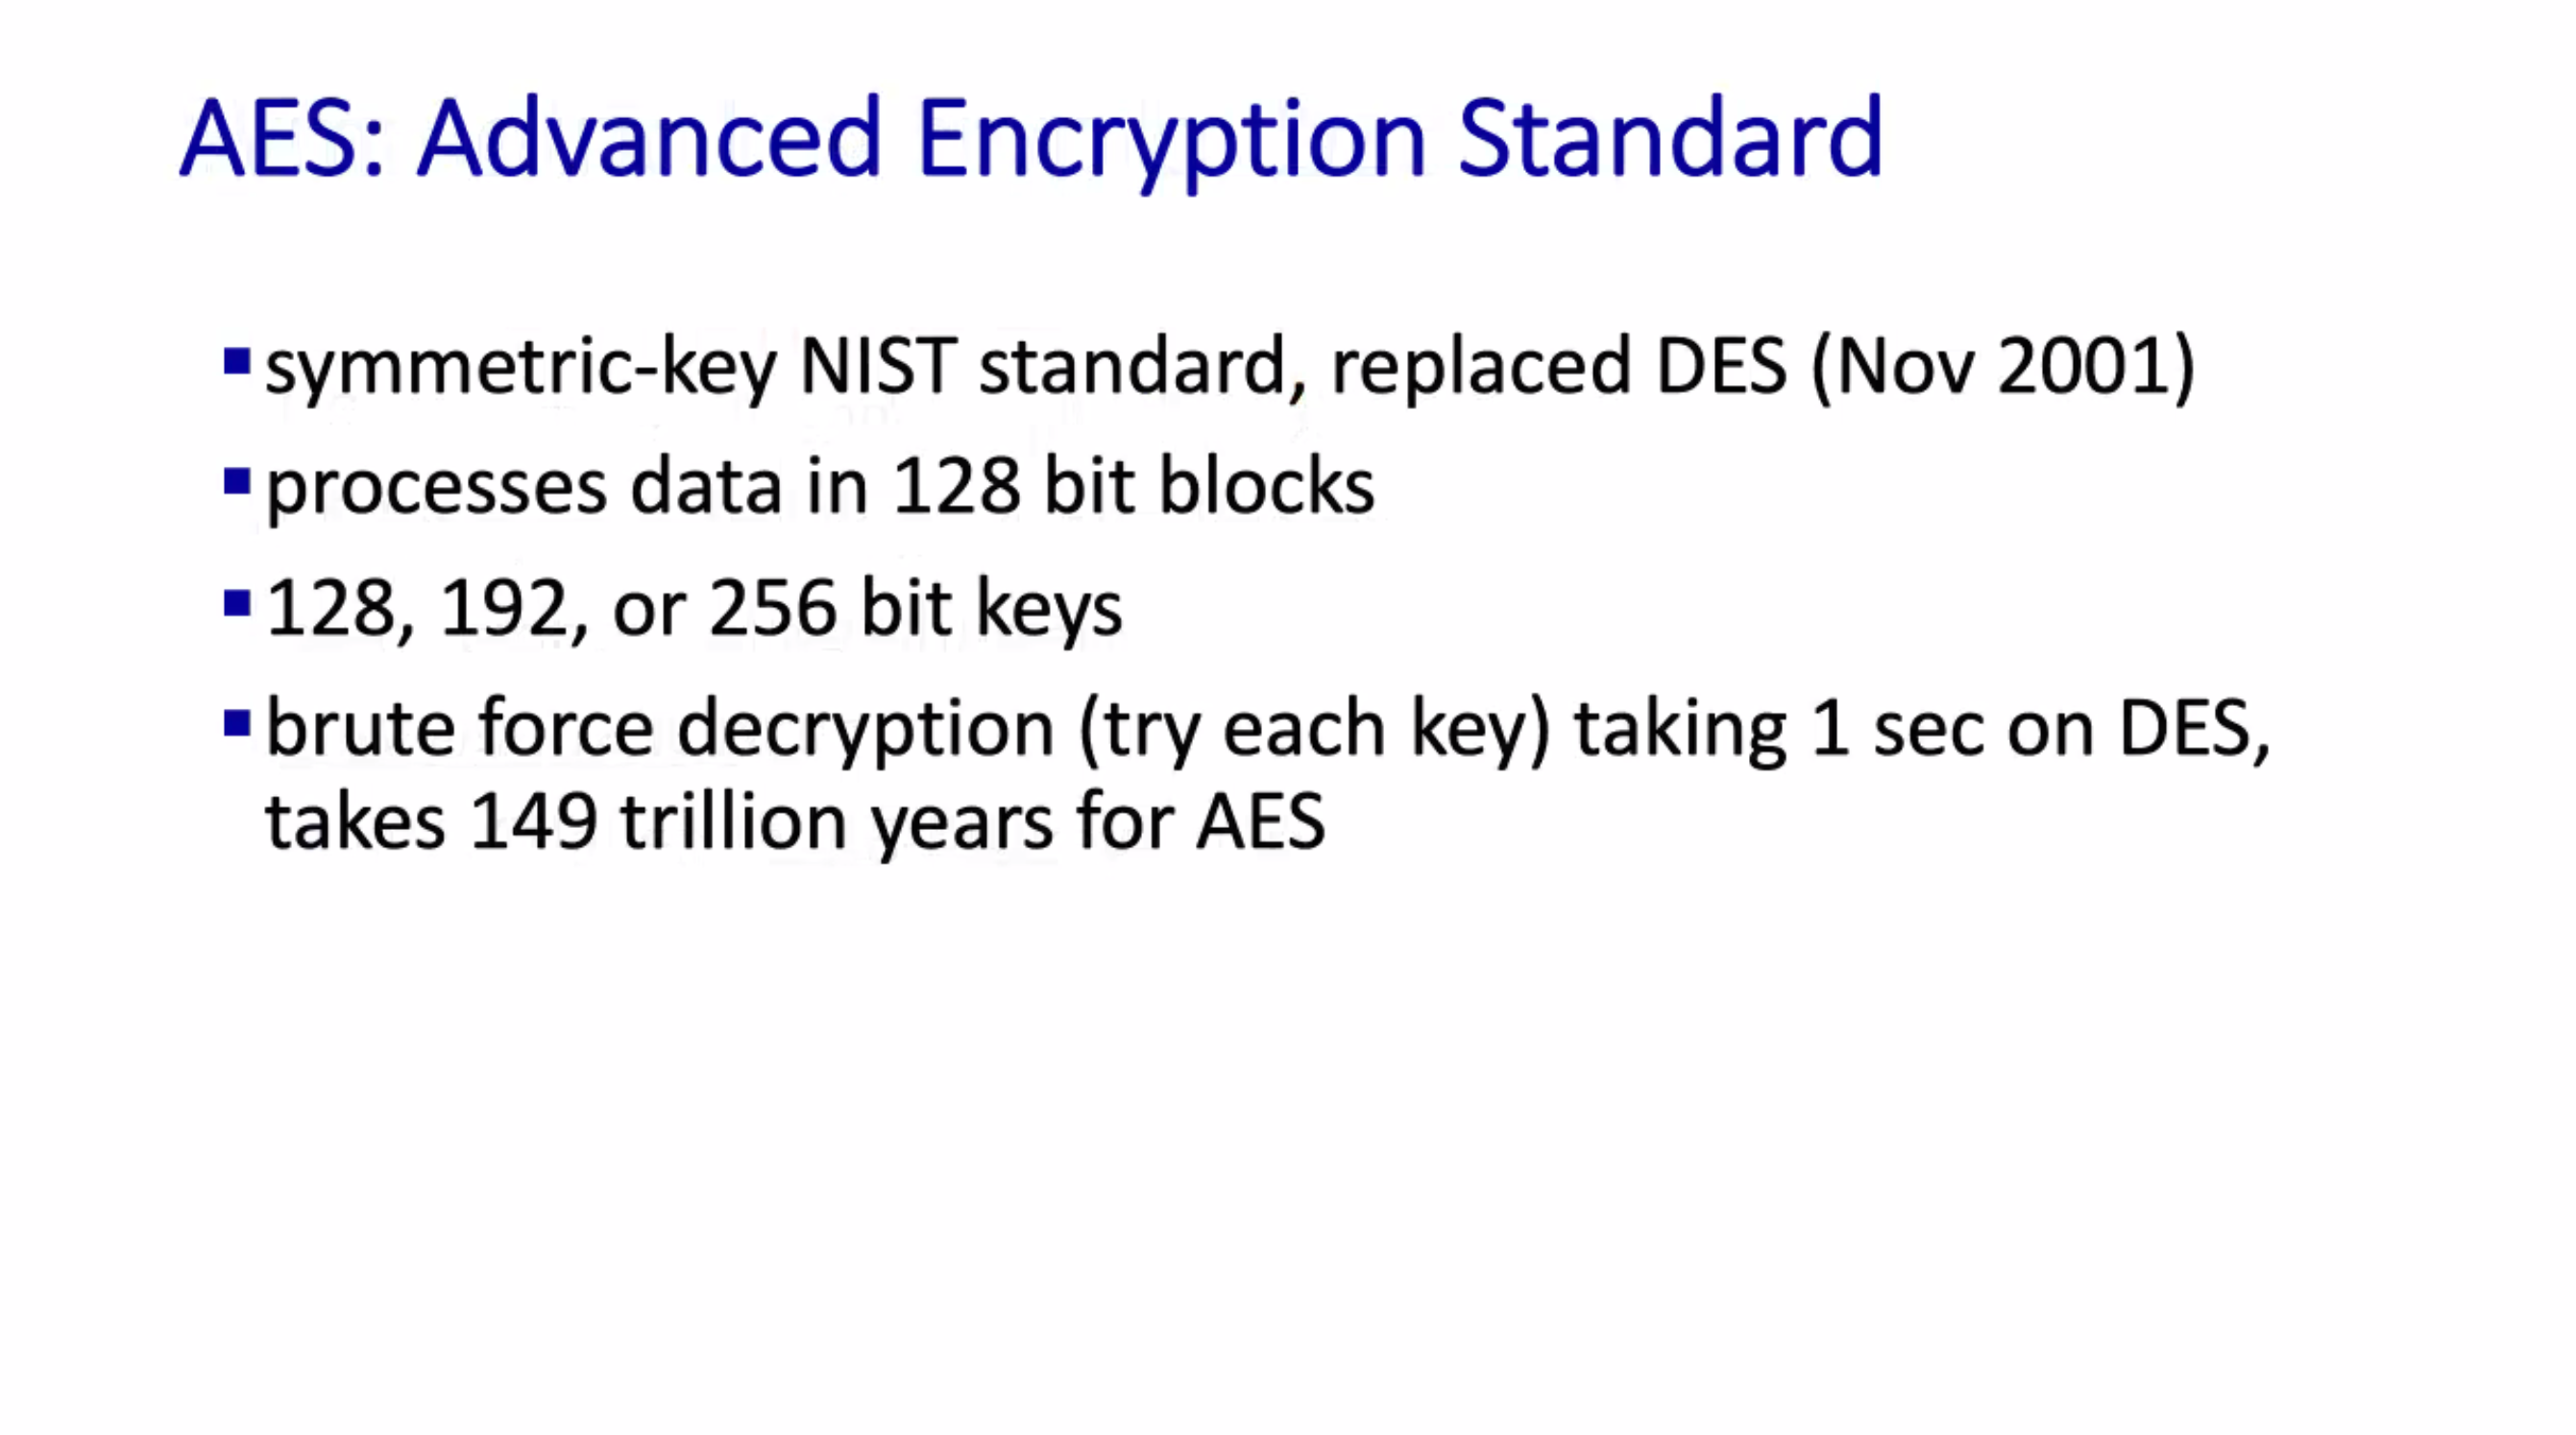 AES: Advanced Encryption Standard
▪ symmetric-key NIST standard, replaced DES (Nov 2001)
▪ processes data in 128 bit blocks
▪ 128, 192, or 256 bit keys
▪ brute force decryption (try each key) taking 1 sec on DES,
takes 149 trillion years for AES